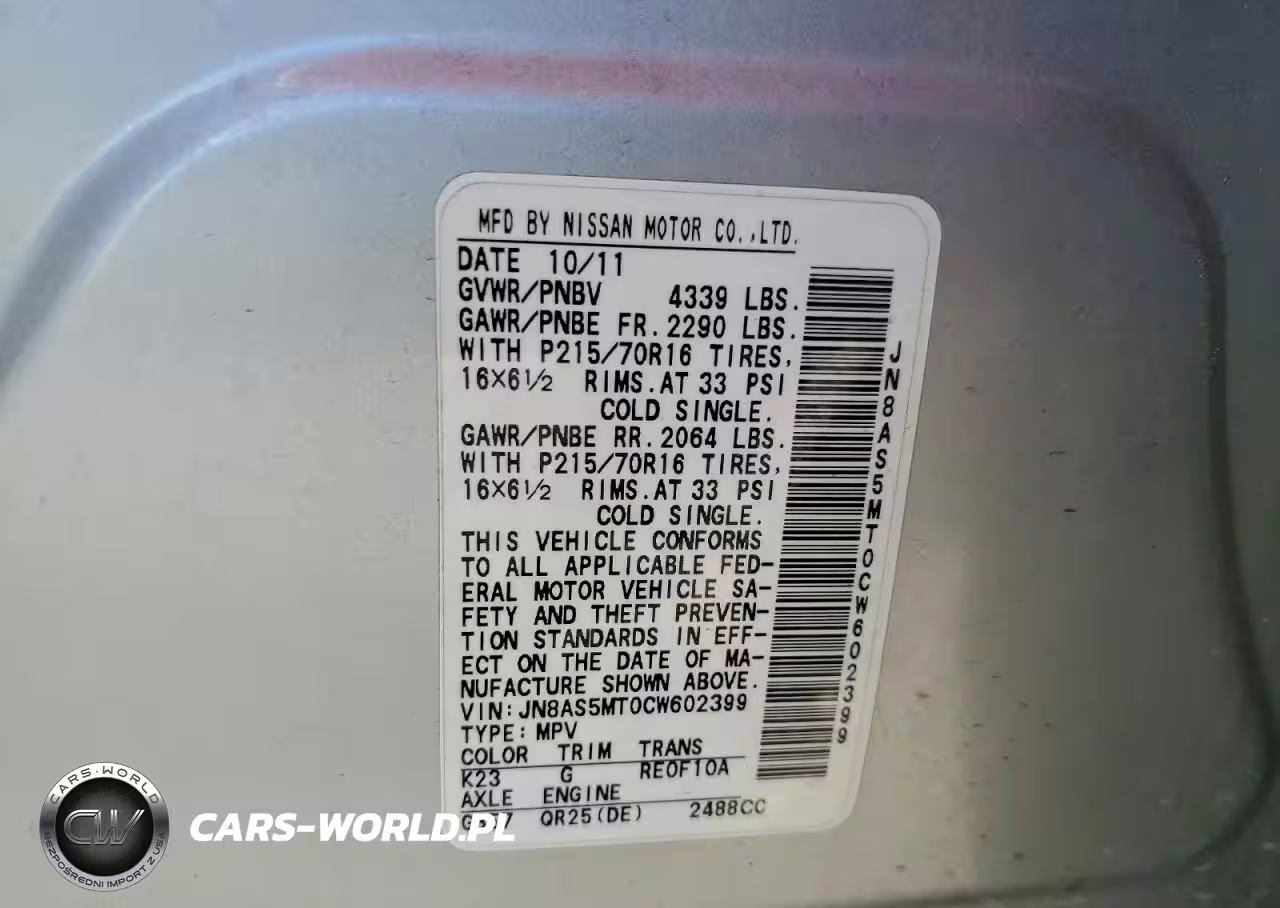 MFD BY NISSAN MOTOR CO.,LTD.
DATE 10/11
GVWR/PNBV 4339 LBS.
GAWR/PNBE FR. 2290 LBS.
WITH P215/70R16 TIRES,
16X6½ RIMS. AT 33 PSI
COLD SINGLE.
GAWR/PNBE RR. 2064 LBS.
WITH P215/70R16 TIRES,
16X6½ RIMS. AT 33 PSI
COLD SINGLE.
THIS VEHICLE CONFORMS
TO ALL APPLICABLE FED-
ERAL MOTOR VEHICLE SA-
FETY AND THEFT PREVEN-
TION STANDARDS IN EFF-
ECT ON THE DATE OF MA-
NUFACTURE SHOWN ABOVE.
VIN: JN8AS5MT0CW602399
TYPE: MPV
COLOR TRIM TRANS
K23 G RE0F10A
AXLE ENGINE
QR25(DE) 2488CC
JN8AS5MT0CW602399
CARS-WORLD
CW
BEZPOŚREDNI IMPORT Z USA
CARS-WORLD.PL